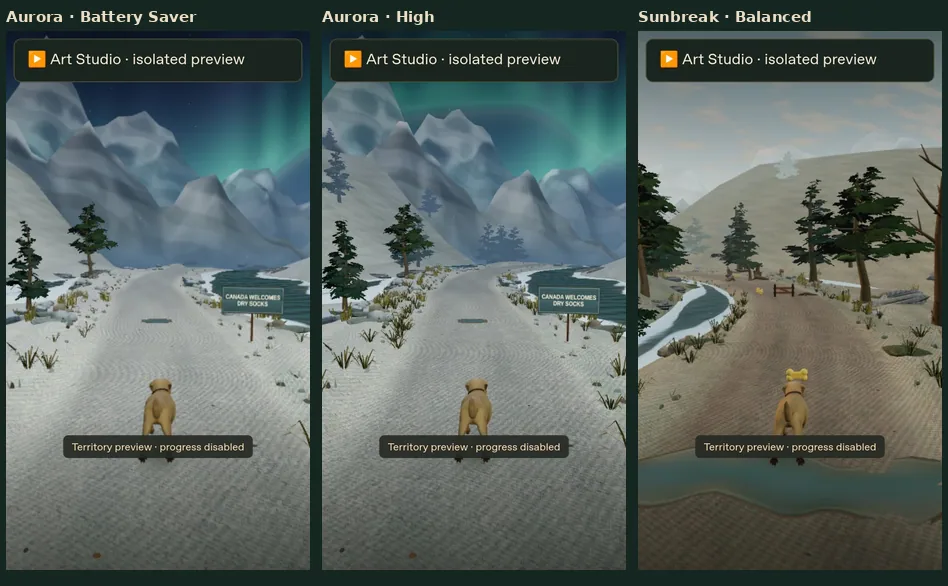 Aurora · Battery Saver
Art Studio · isolated preview
CANADA WELCOMES
DRY SOCKS
Territory preview · progress disabled
Aurora · High
Art Studio · isolated preview
CANADA WELCOMES
DRY SOCKS
Territory preview · progress disabled
Sunbreak · Balanced
Art Studio · isolated preview
Territory preview · progress disabled